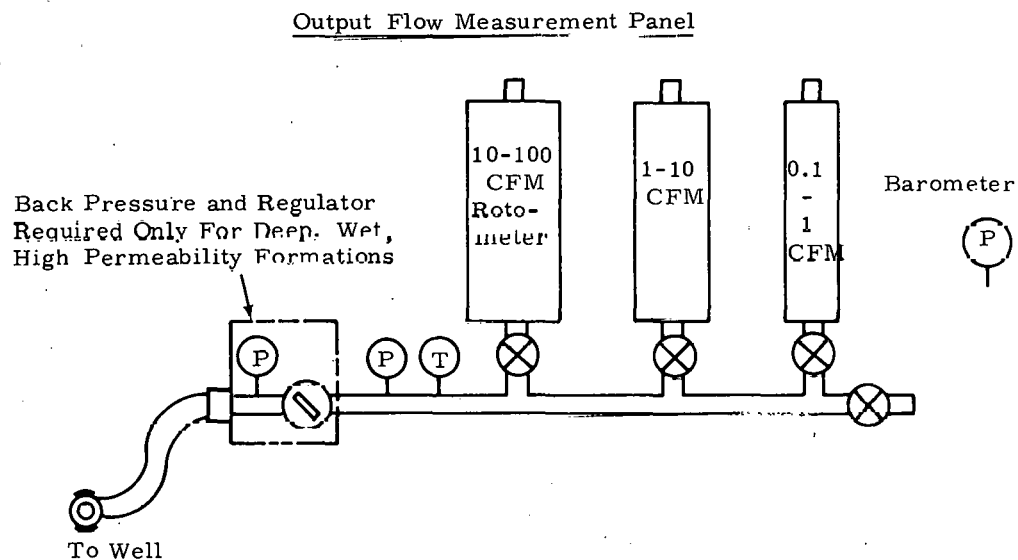 Output Flow Measurement Panel
10-100
CFM
Roto-
meter
1-10
CFM
0.1
-
1
CFM
Barometer
P
Back Pressure and Regulator
Required Only For Deep. Wet,
High Permeability Formations
P
P
T
To Well